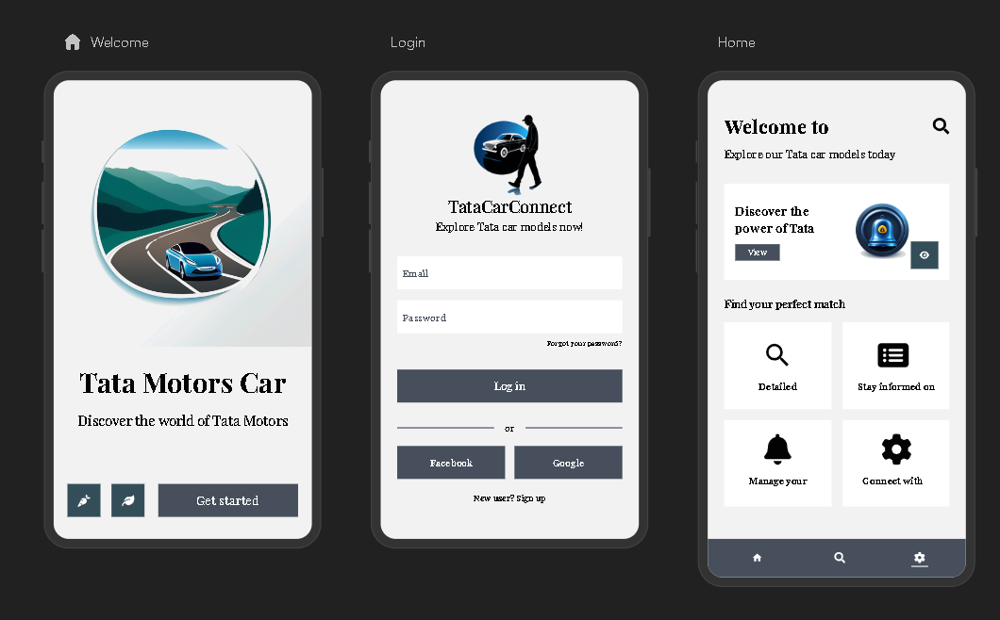 Welcome
Login
Home
Tata Motors Car
Discover the world of Tata Motors
Get started
TataCarConnect
Explore Tata car models now!
Email
Password
Forgot your password?
Log in
or
Facebook
Google
New user? Sign up
Welcome to
Explore our Tata car models today
Discover the
power of Tata
View
Find your perfect match
Detailed
Stay informed on
Manage your
Connect with